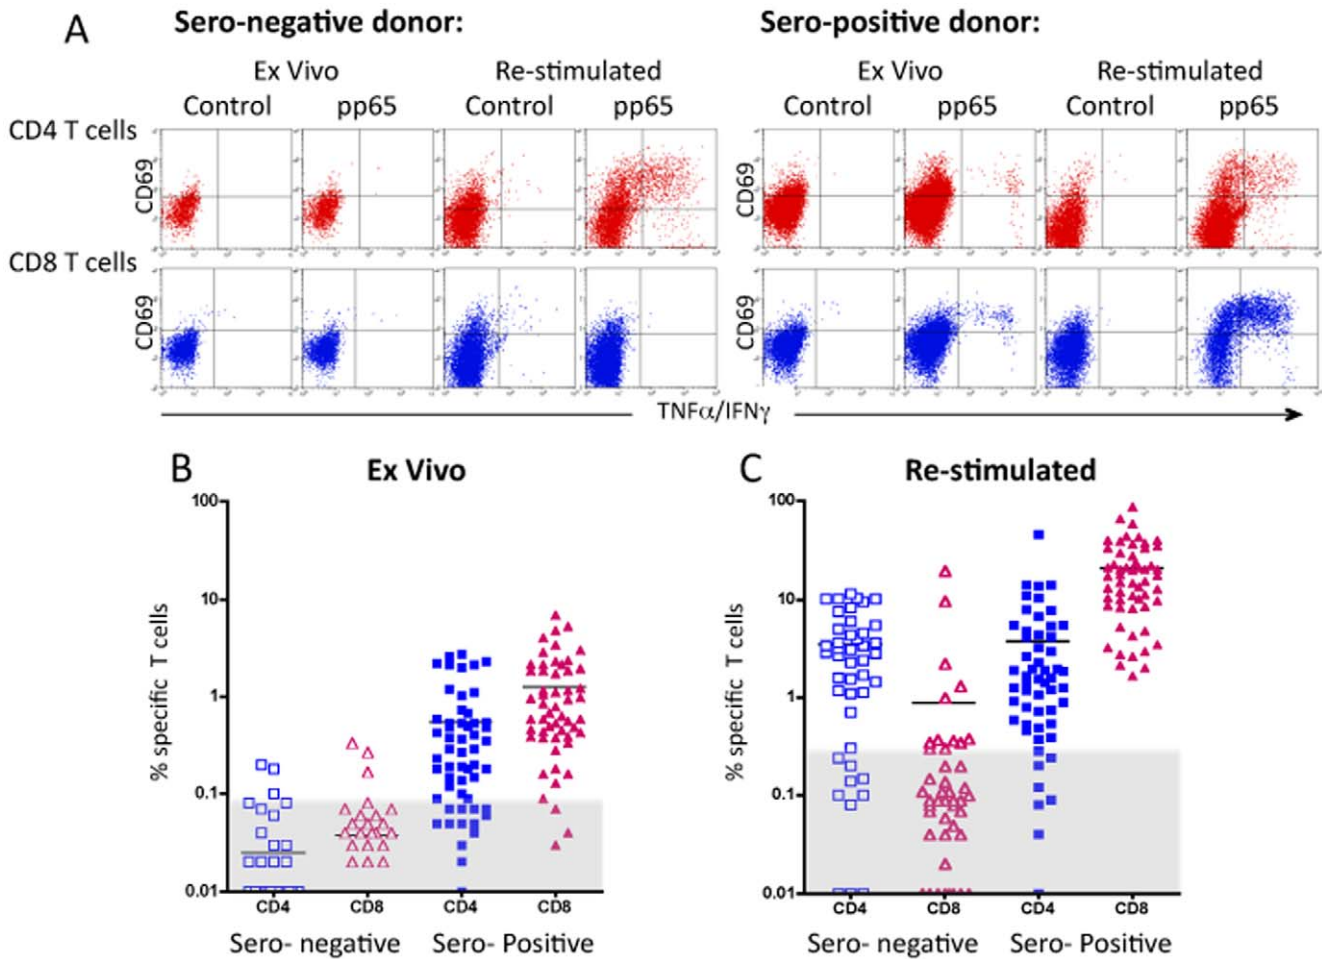 A
Sero-negative donor:
Sero-positive donor:
Ex Vivo
Re-stimulated
Ex Vivo
Re-stimulated
Control
pp65
Control
pp65
Control
pp65
Control
pp65
CD4 T cells
CD69
CD69
CD8 T cells
CD69
CD69
TNFα/IFNγ
B
Ex Vivo
% specific T cells
100
10
1
0.1
0.01
CD4
CD8
CD4
CD8
Sero- negative
Sero- Positive
C
Re-stimulated
% specific T cells
100
10
1
0.1
0.01
CD4
CD8
CD4
CD8
Sero- negative
Sero- Positive